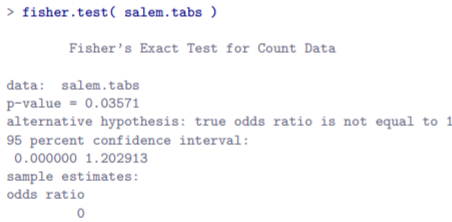 > fisher.test( salem.tabs )
Fisher's Exact Test for Count Data
data: salem.tabs
p-value = 0.03571
alternative hypothesis: true odds ratio is not equal to 1
95 percent confidence interval:
0.000000 1.202913
sample estimates:
odds ratio
0